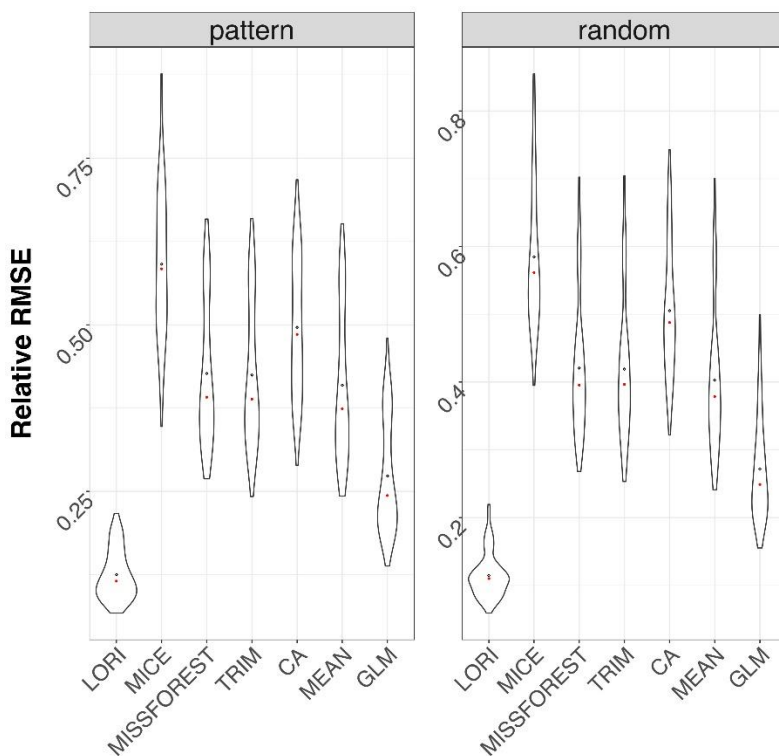 pattern
random
Relative RMSE
0.75
0.50
0.25
0.8
0.6
0.4
0.2
LORI
MICE
MISSFOREST
TRIM
CA
MEAN
GLM
LORI
MICE
MISSFOREST
TRIM
CA
MEAN
GLM